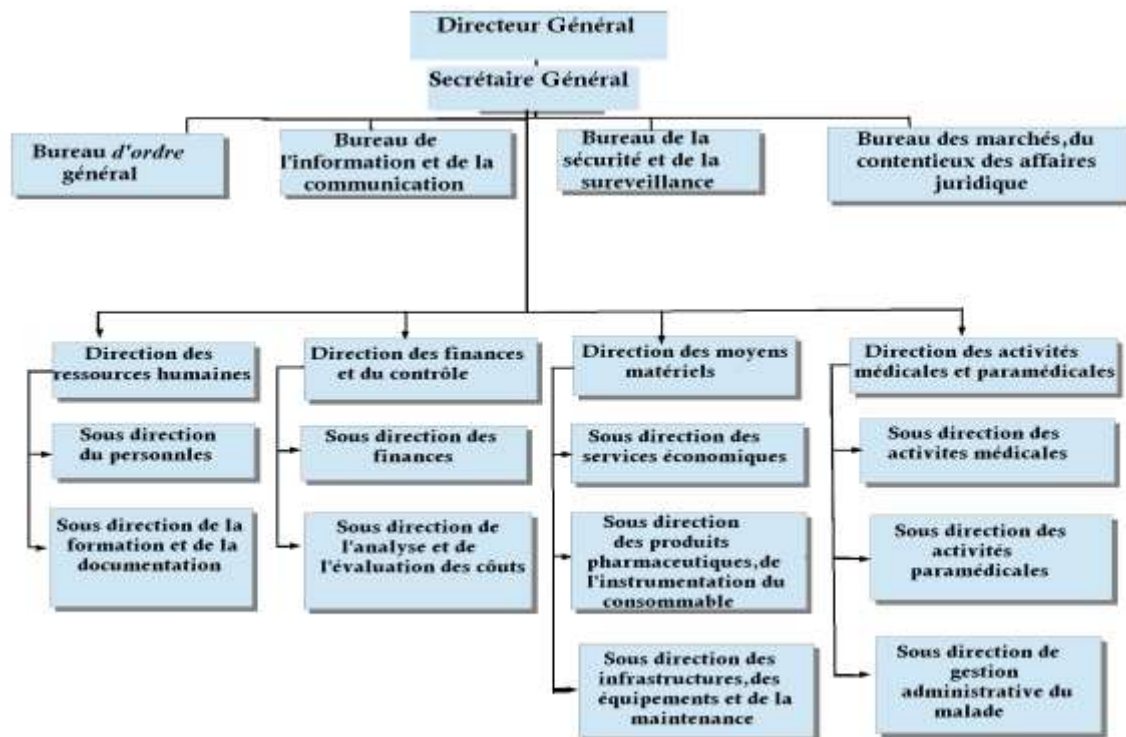 Directeur Général
Secrétaire Général
Bureau d'ordre
général
Bureau de
l'information et de la
communication
Bureau de la
sécurité et de la
sureveillance
Bureau des marchés,du
contentieux des affaires
juridique
Direction des
ressources humaines
Direction des finances
et du contrôle
Direction des moyens
matériels
Direction des activités
médicales et paramédicales
Sous direction
du personnles
Sous direction des
finances
Sous direction des
services économiques
Sous direction des
activites médicales
Sous direction de la
formation et de la
documentation
Sous direction de
l'analyse et de
l'évaluation des côuts
Sous direction
des produits
pharmaceutiques,de
l'instrumentation du
consommable
Sous direction des
activités
paramédicales
Sous direction des
infrastructures,des
équipements et de la
maintenance
Sous direction de
gestion
administrative du
malade